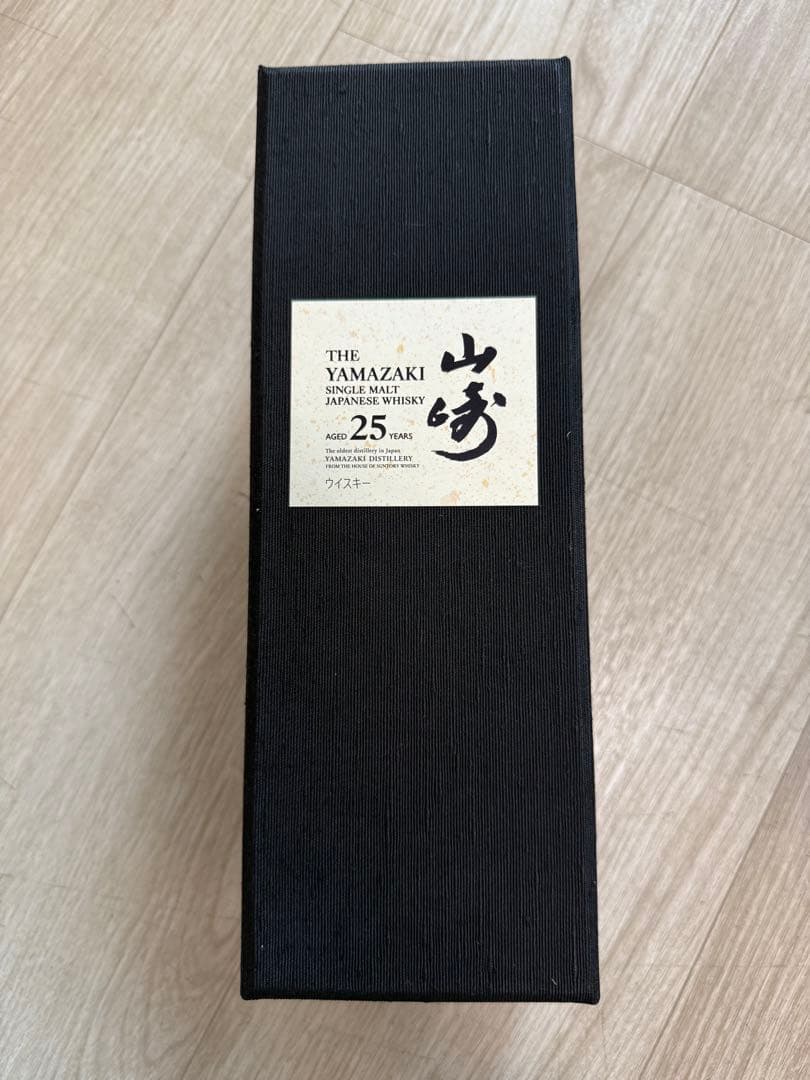 THE
YAMAZAKI
SINGLE MALT
JAPANESE WHISKY
AGED 25 YEARS
The oldest distillery in Japan
YAMAZAKI DISTILLERY
FROM THE HOUSE OF SUNTORY WHISKY
ウイスキー
山崎